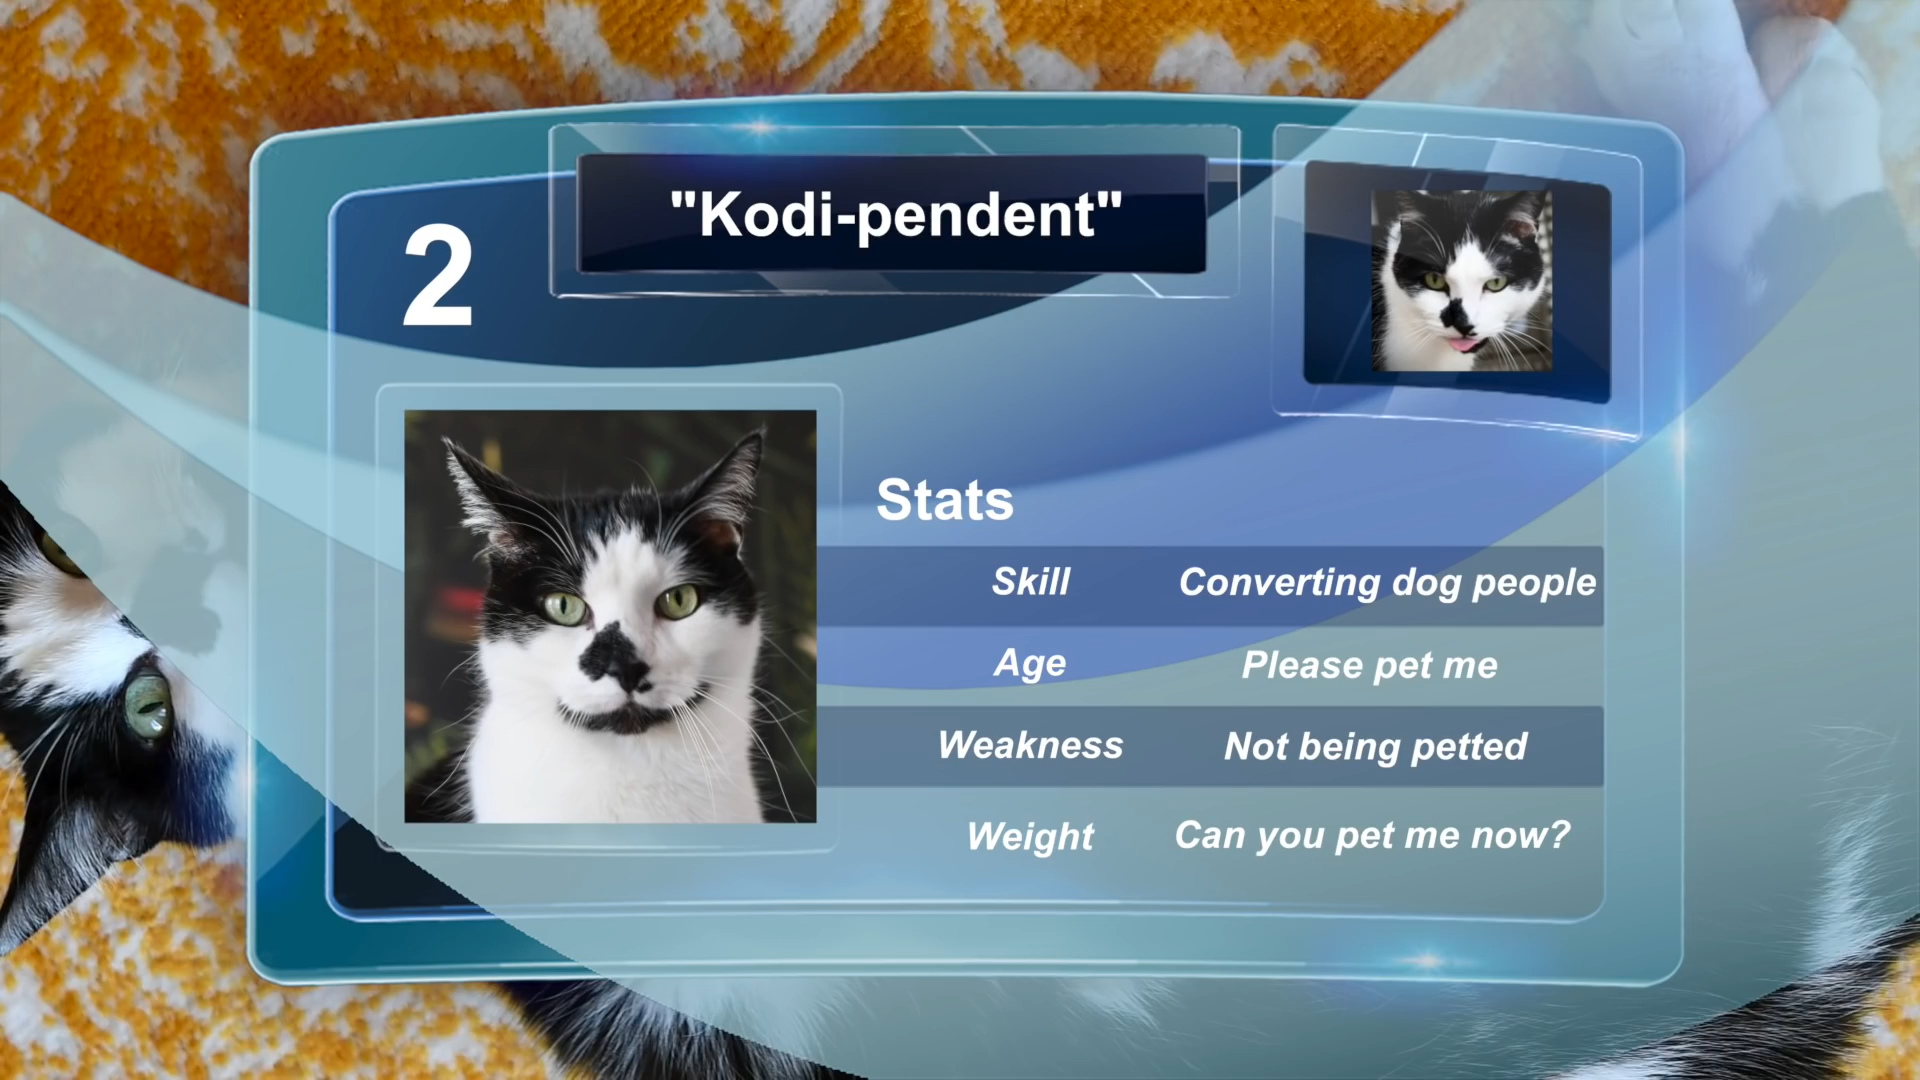 2
"Kodi-pendent"
Stats
Skill Converting dog people
Age Please pet me
Weakness Not being petted
Weight Can you pet me now?